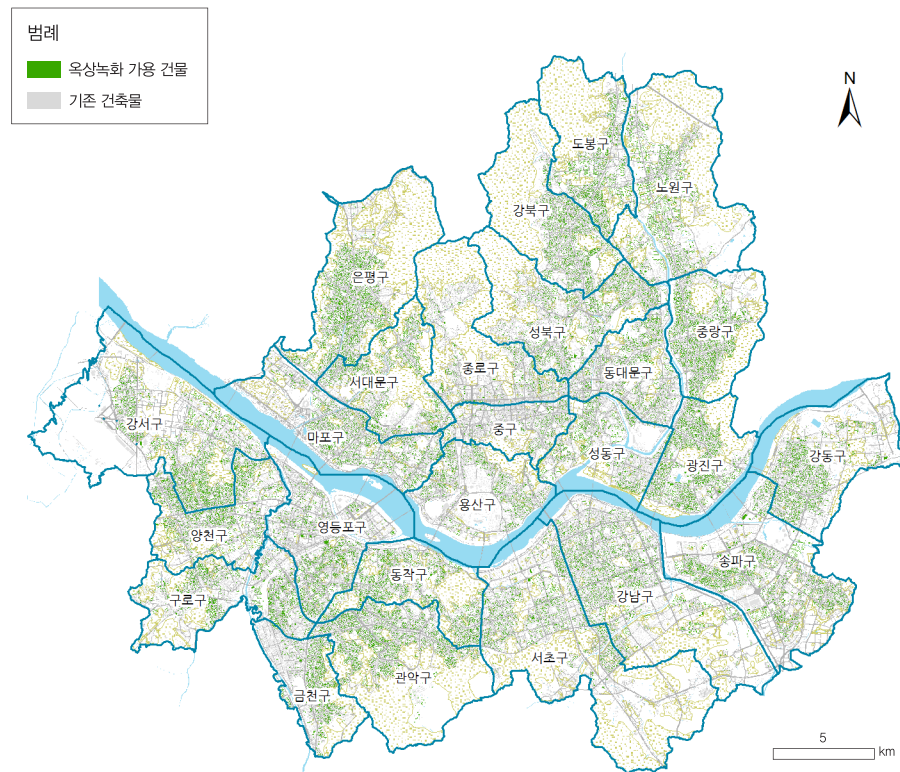 범례
옥상녹화 가용 건물
기존 건축물
N
도봉구
노원구
강북구
은평구
성북구
중랑구
종로구
동대문구
서대문구
강서구
중구
마포구
성동구
강동구
광진구
용산구
영등포구
양천구
송파구
동작구
강남구
구로구
서초구
관악구
금천구
5
km